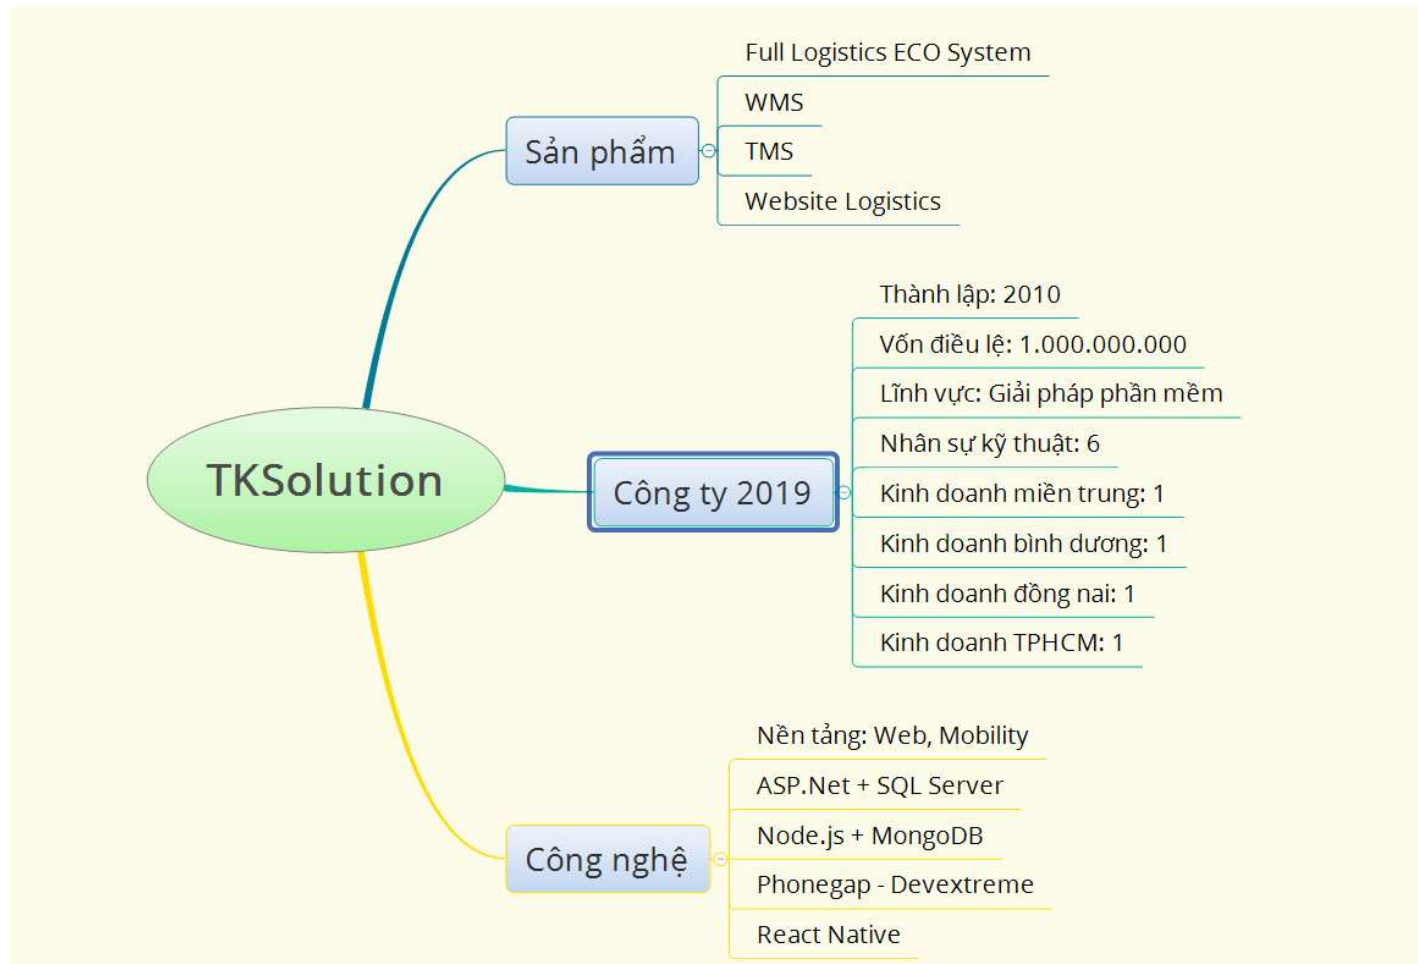 TKSolution
Sản phẩm
Full Logistics ECO System
WMS
TMS
Website Logistics
Công ty 2019
Thành lập: 2010
Vốn điều lệ: 1.000.000.000
Lĩnh vực: Giải pháp phần mềm
Nhân sự kỹ thuật: 6
Kinh doanh miền trung: 1
Kinh doanh bình dương: 1
Kinh doanh đồng nai: 1
Kinh doanh TPHCM: 1
Công nghệ
Nền tảng: Web, Mobility
ASP.Net + SQL Server
Node.js + MongoDB
Phonegap - Devextreme
React Native